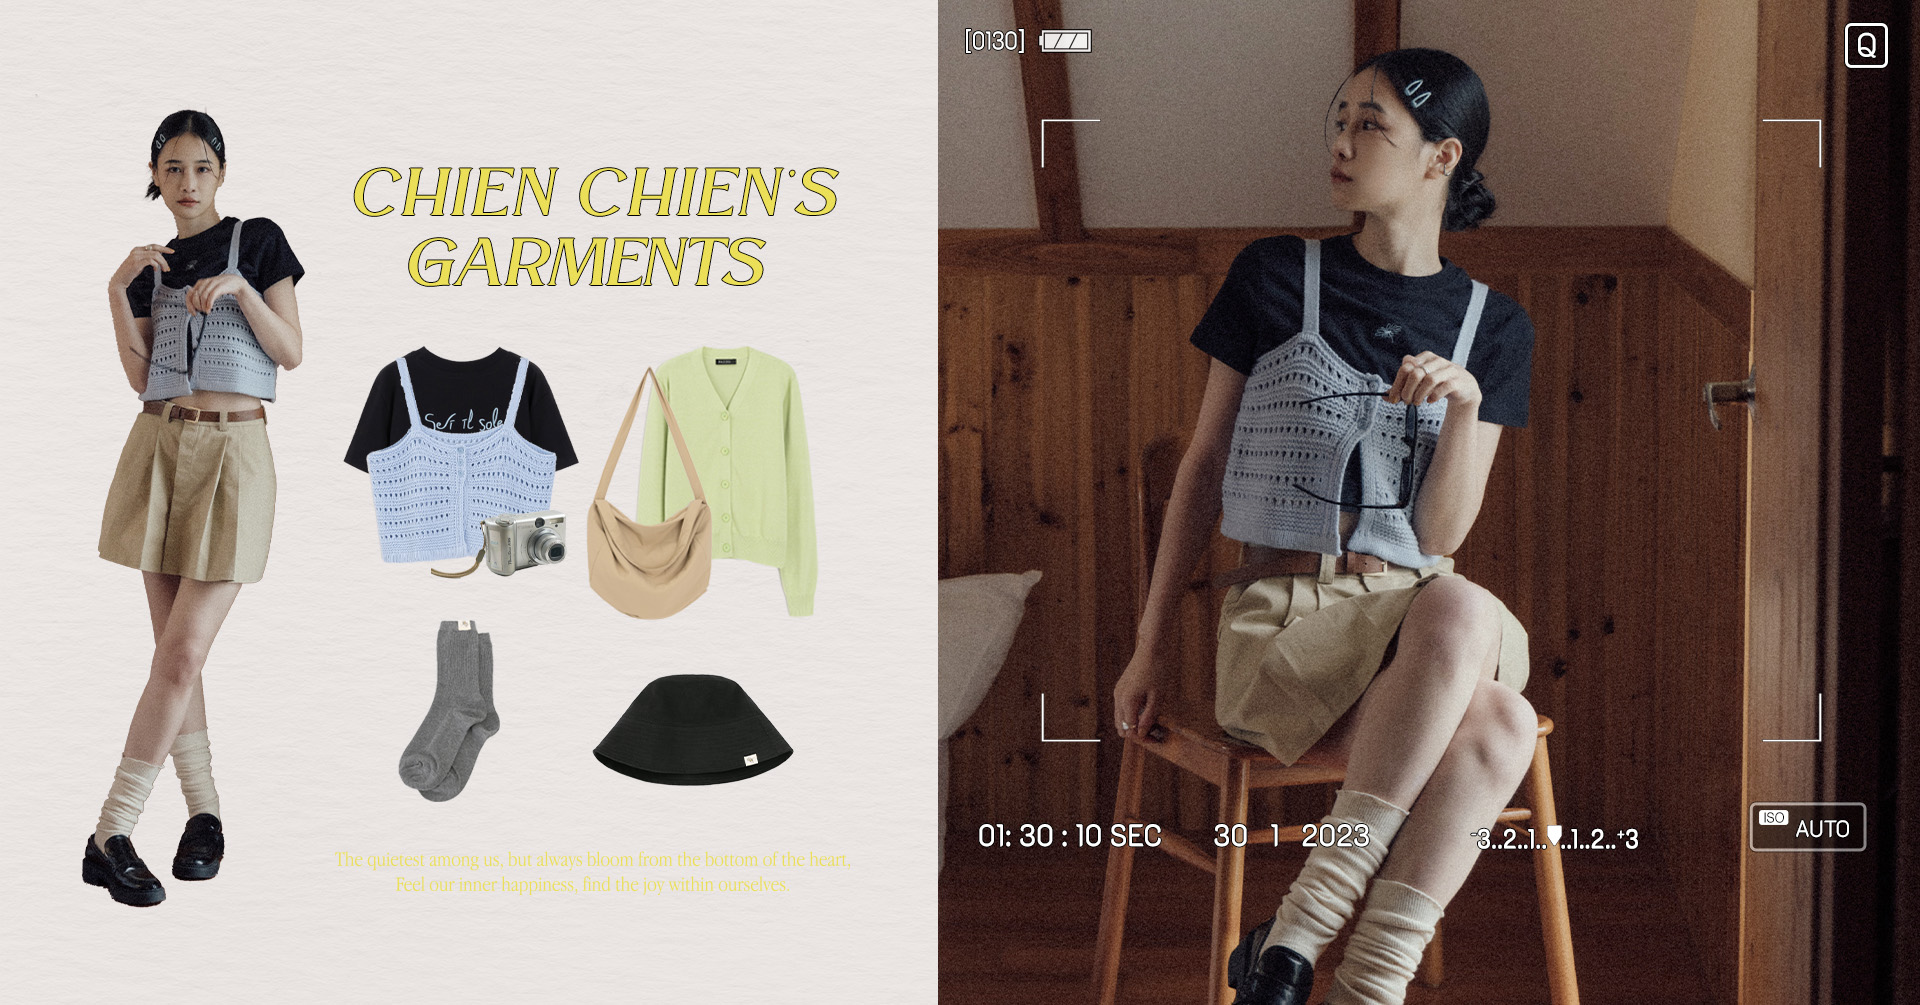 CHIEN CHIEN'S
GARMENTS
Serf il sole
The quietest among us, but always bloom from the bottom of the heart,
Feel our inner happiness, find the joy within ourselves.
[0130]
Q
01: 30 : 10 SEC 30 1 2023 -3..2..1.. ..1..2..+3
ISO AUTO